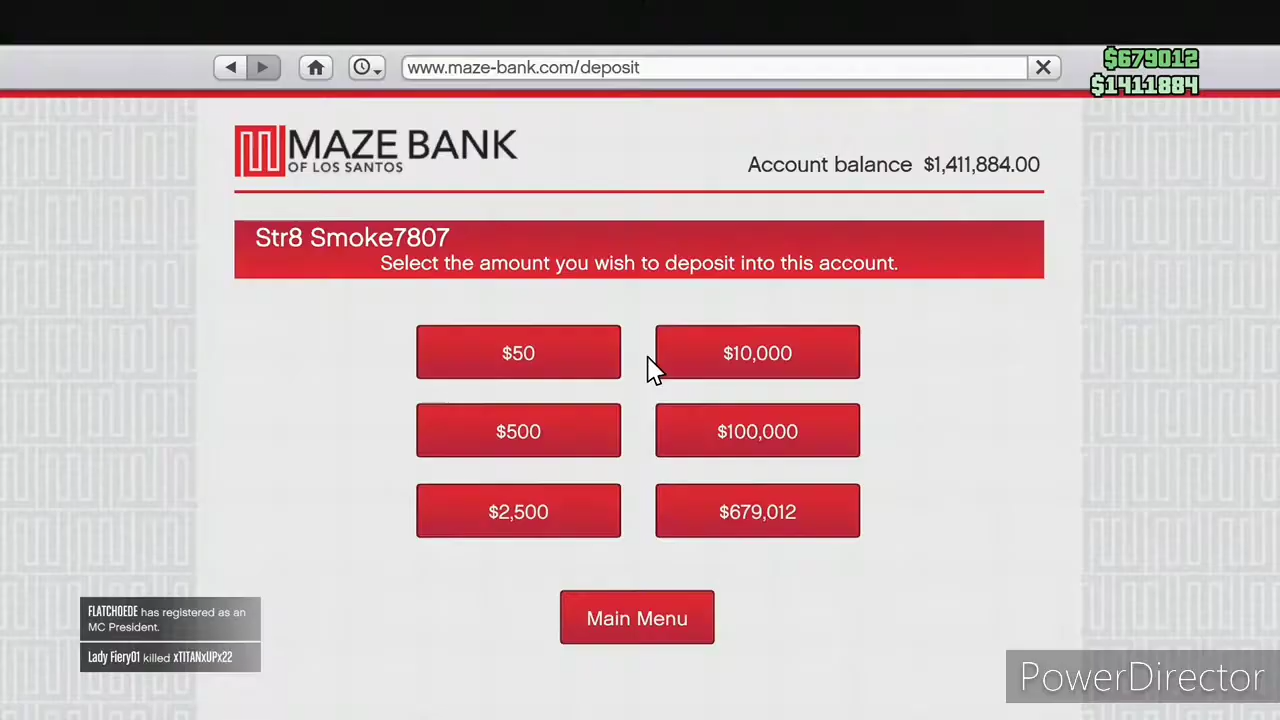 www.maze-bank.com/deposit
$679012
$1411884
MAZE BANK
OF LOS SANTOS
Account balance $1,411,884.00
Str8 Smoke7807
Select the amount you wish to deposit into this account.
$50
$10,000
$500
$100,000
$2,500
$679,012
Main Menu
FLATCHOEDE has registered as an
MC President.
Lady Fiery01 killed xTITANxUPx22
PowerDirector